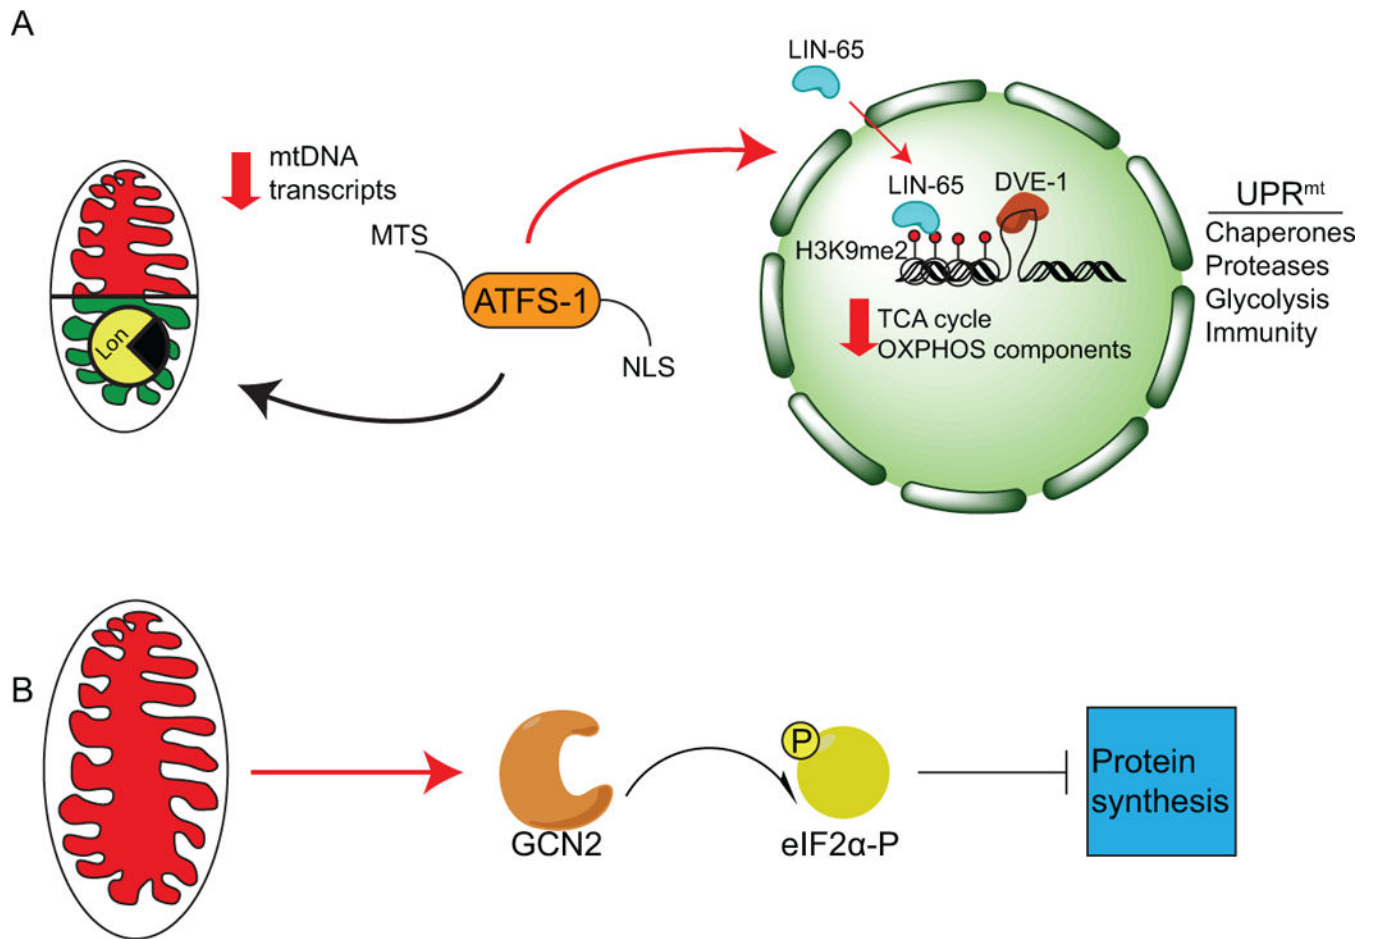 A
LIN-65
mtDNA
transcripts
MTS
ATFS-1
NLS
Lon
LIN-65
DVE-1
H3K9me2
TCA cycle
OXPHOS components
UPRmt
Chaperones
Proteases
Glycolysis
Immunity
B
GCN2
P
eIF2α-P
Protein
synthesis